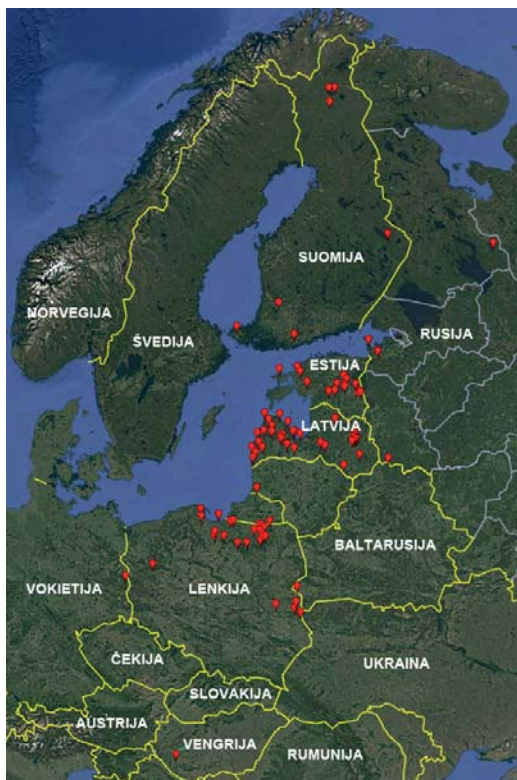 SUOMIJA
NORVEGIJA
ŠVEDIJA
RUSIJA
ESTIJA
LATVIJA
BALTARUSIJA
VOKIETIJA
LENKIJA
ČEKIJA
UKRAINA
SLOVAKIJA
AUSTRIJA
VENGRIJA
RUMUNIJA